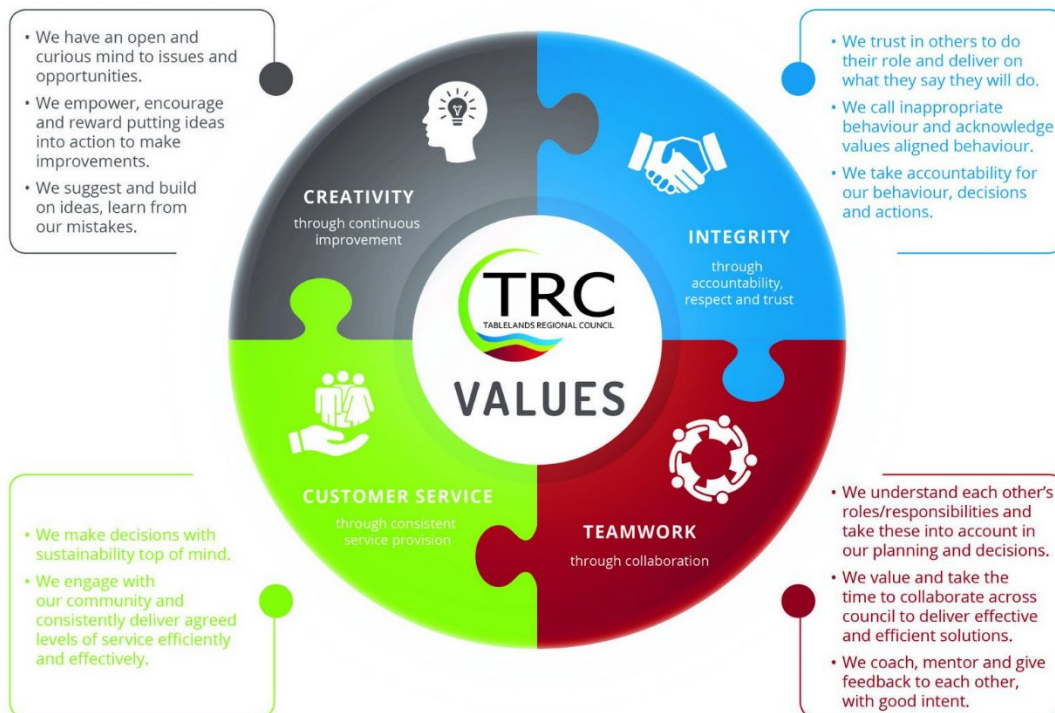 • We have an open and
curious mind to issues and
opportunities.
• We empower, encourage
and reward putting ideas
into action to make
improvements.
• We suggest and build
on ideas, learn from
our mistakes.
CREATIVITY
through continuous
improvement
• We trust in others to do
their role and deliver on
what they say they will do.
• We call inappropriate
behaviour and acknowledge
values aligned behaviour.
• We take accountability for
our behaviour, decisions
and actions.
INTEGRITY
through
accountability,
respect and trust
TRC
TABLELANDS REGIONAL COUNCIL
VALUES
CUSTOMER SERVICE
through consistent
service provision
• We make decisions with
sustainability top of mind.
• We engage with
our community and
consistently deliver agreed
levels of service efficiently
and effectively.
TEAMWORK
through collaboration
• We understand each other’s
roles/responsibilities and
take these into account in
our planning and decisions.
• We value and take the
time to collaborate across
council to deliver effective
and efficient solutions.
• We coach, mentor and give
feedback to each other,
with good intent.